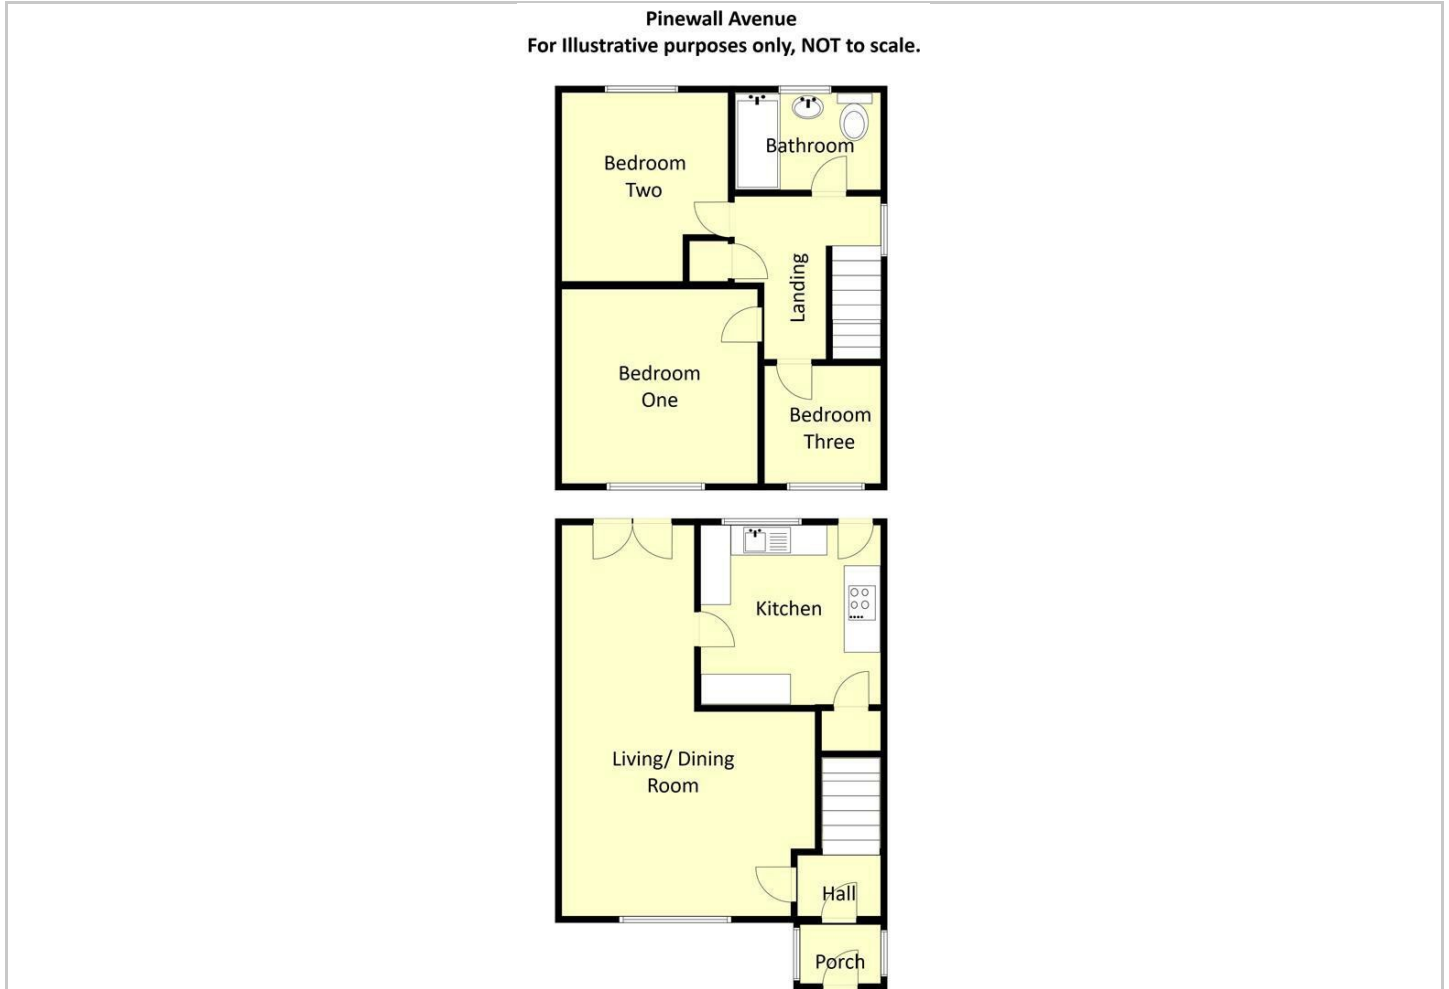 Pinewall Avenue
For Illustrative purposes only, NOT to scale.
Bathroom
Bedroom
Two
Landing
Bedroom
One
Bedroom
Three
Kitchen
Living/ Dining
Room
Hall
Porch